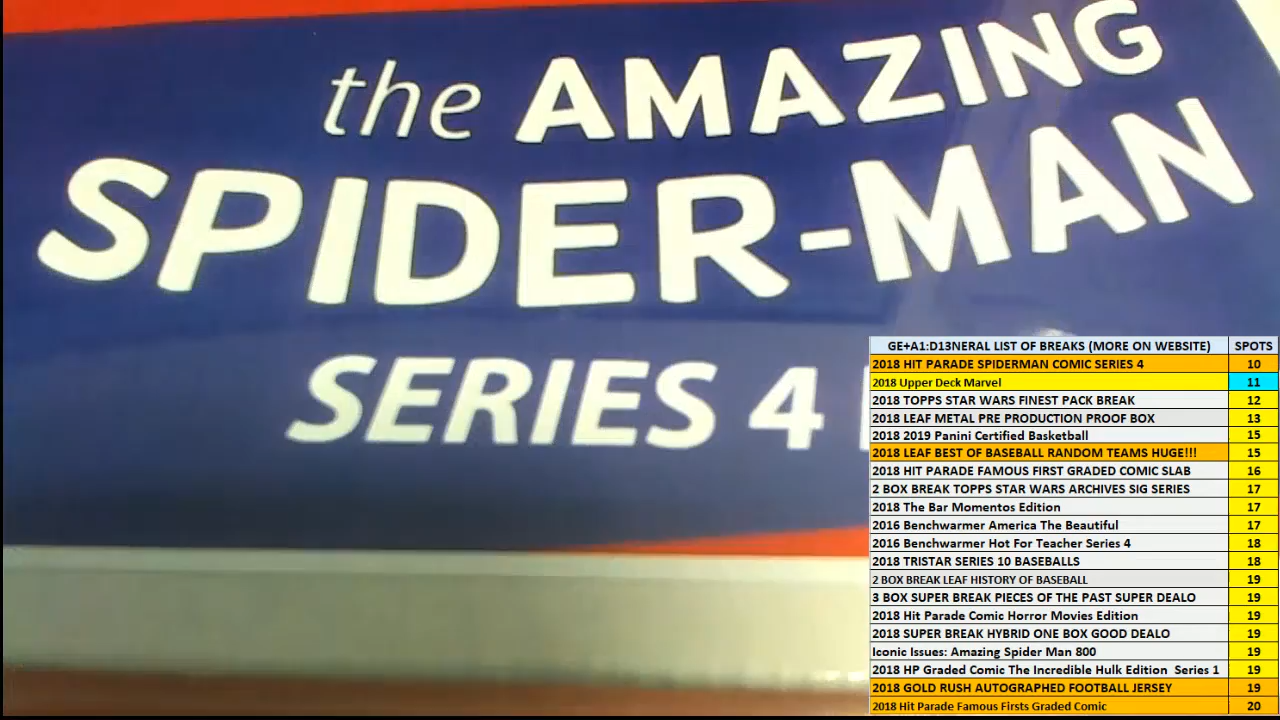 the AMAZING
SPIDER-MAN
SERIES 4
GE+A1:D13NERAL LIST OF BREAKS (MORE ON WEBSITE) SPOTS
2018 HIT PARADE SPIDERMAN COMIC SERIES 4 10
2018 Upper Deck Marvel 11
2018 TOPPS STAR WARS FINEST PACK BREAK 12
2018 LEAF METAL PRE PRODUCTION PROOF BOX 13
2018 2019 Panini Certified Basketball 15
2018 LEAF BEST OF BASEBALL RANDOM TEAMS HUGE!!! 15
2018 HIT PARADE FAMOUS FIRST GRADED COMIC SLAB 16
2 BOX BREAK TOPPS STAR WARS ARCHIVES SIG SERIES 17
2018 The Bar Momentos Edition 17
2016 Benchwarmer America The Beautiful 17
2016 Benchwarmer Hot For Teacher Series 4 18
2018 TRISTAR SERIES 10 BASEBALLS 18
2 BOX BREAK LEAF HISTORY OF BASEBALL 19
3 BOX SUPER BREAK PIECES OF THE PAST SUPER DEALO 19
2018 Hit Parade Comic Horror Movies Edition 19
2018 SUPER BREAK HYBRID ONE BOX GOOD DEALO 19
Iconic Issues: Amazing Spider Man 800 19
2018 HP Graded Comic The Incredible Hulk Edition Series 1 19
2018 GOLD RUSH AUTOGRAPHED FOOTBALL JERSEY 19
2018 Hit Parade Famous Firsts Graded Comic 20